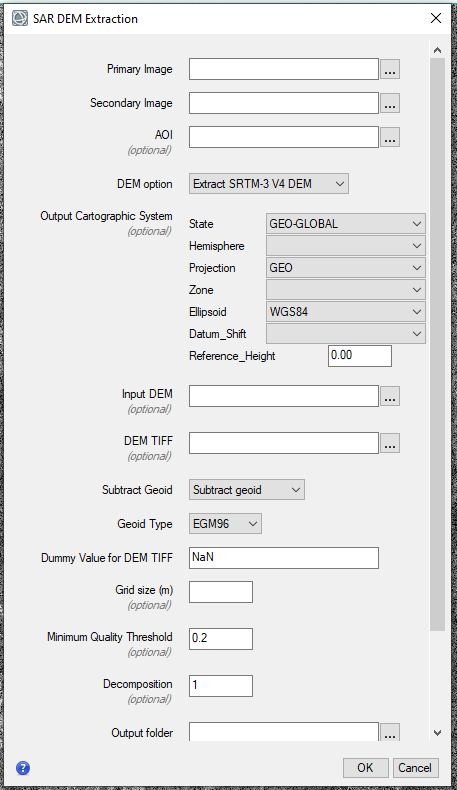 SAR DEM Extraction
Primary Image ...
Secondary Image ...
AOI ...
(optional)
DEM option Extract SRTM-3 V4 DEM
Output Cartographic System
(optional)
State GEO-GLOBAL
Hemisphere
Projection GEO
Zone
Ellipsoid WGS84
Datum_Shift
Reference_Height 0.00
Input DEM ...
(optional)
DEM TIFF ...
(optional)
Subtract Geoid Subtract geoid
Geoid Type EGM96
Dummy Value for DEM TIFF NaN
Grid size (m)
(optional)
Minimum Quality Threshold 0.2
(optional)
Decomposition 1
(optional)
Output folder ...
? OK Cancel